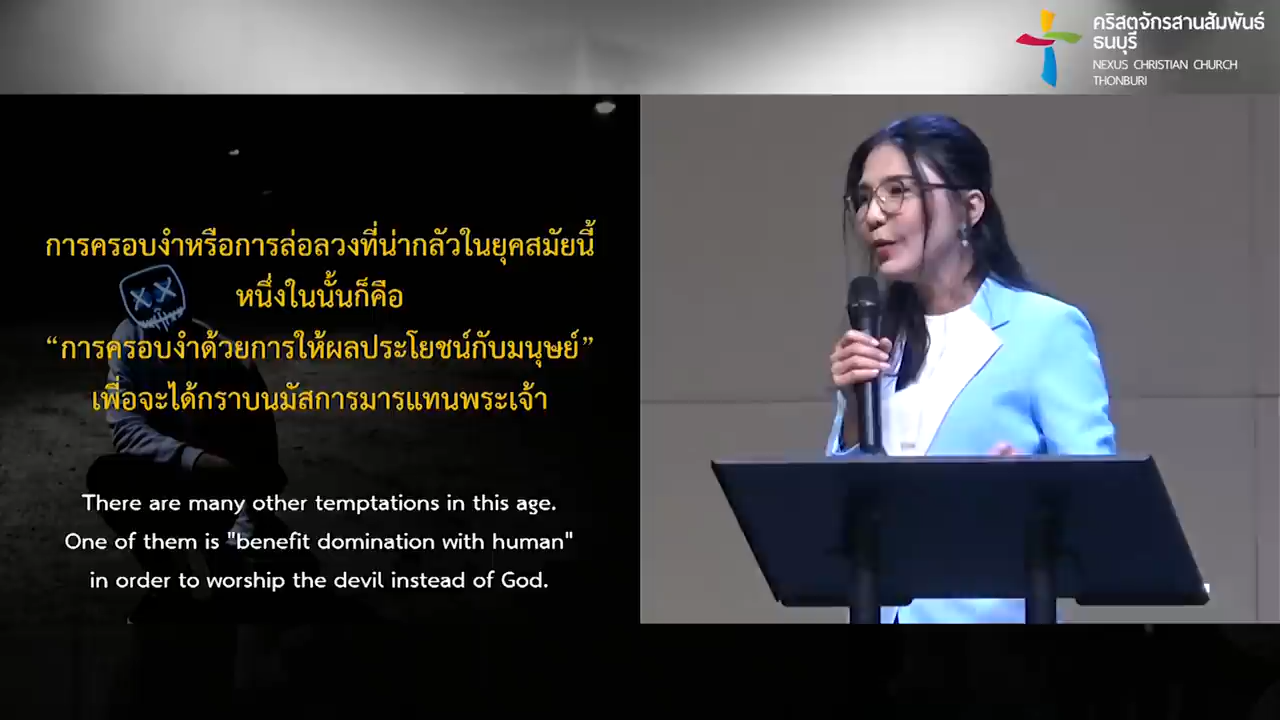 คริสตจักรสานสัมพันธ์
ธนบุรี
NEXUS CHRISTIAN CHURCH
THONBURI
การครอบงำหรือการล่อลวงที่น่ากลัวในยุคสมัยนี้
หนึ่งในนั้นก็คือ
“การครอบงำด้วยการให้ผลประโยชน์กับมนุษย์”
เพื่อจะได้กราบนมัสการมารแทนพระเจ้า
There are many other temptations in this age.
One of them is "benefit domination with human"
in order to worship the devil instead of God.